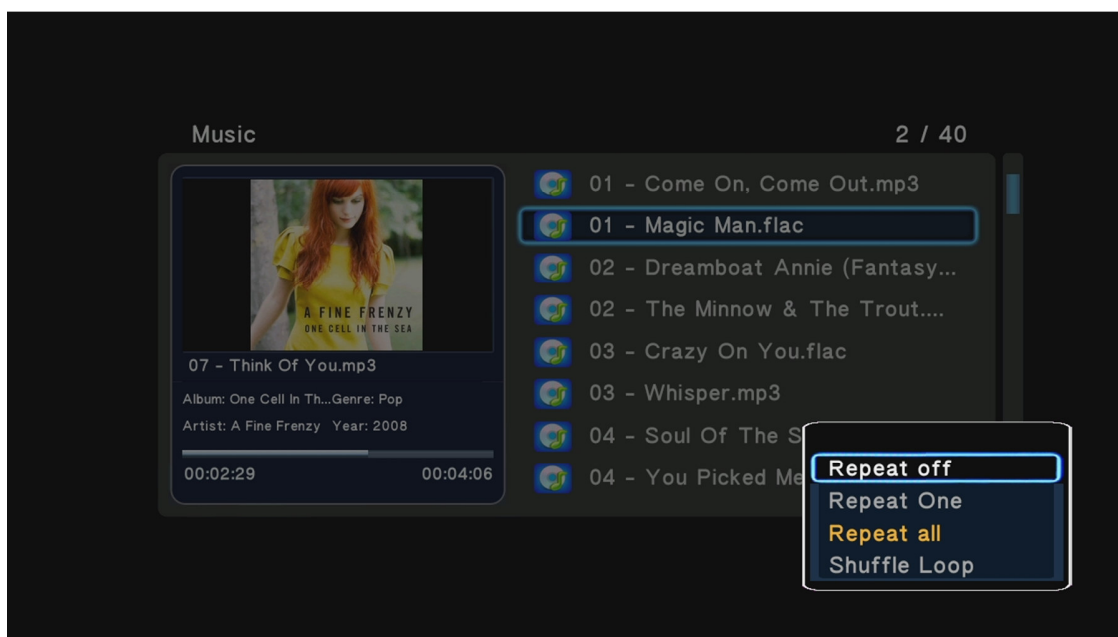 Music
2 / 40
A FINE FRENZY
ONE CELL IN THE SEA
07 - Think Of You.mp3
Album: One Cell In Th...Genre: Pop
Artist: A Fine Frenzy Year: 2008
00:02:29 00:04:06
01 - Come On, Come Out.mp3
01 - Magic Man.flac
02 - Dreamboat Annie (Fantasy...
02 - The Minnow & The Trout....
03 - Crazy On You.flac
03 - Whisper.mp3
04 - Soul Of The S
04 - You Picked Me
Repeat off
Repeat One
Repeat all
Shuffle Loop